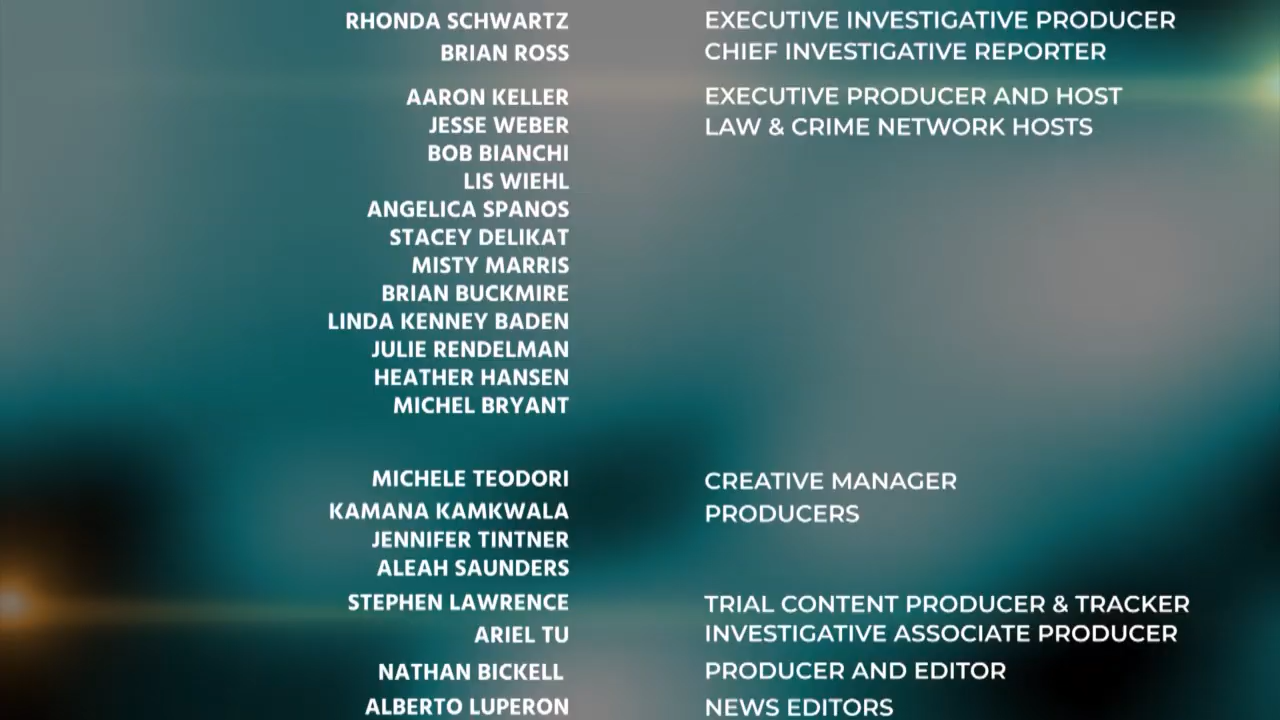 RHONDA SCHWARTZ EXECUTIVE INVESTIGATIVE PRODUCER
BRIAN ROSS CHIEF INVESTIGATIVE REPORTER
AARON KELLER EXECUTIVE PRODUCER AND HOST
JESSE WEBER LAW & CRIME NETWORK HOSTS
BOB BIANCHI
LIS WIEHL
ANGELICA SPANOS
STACEY DELIKAT
MISTY MARRIS
BRIAN BUCKMIRE
LINDA KENNEY BADEN
JULIE RENDELMAN
HEATHER HANSEN
MICHEL BRYANT
MICHELE TEODORI CREATIVE MANAGER
KAMANA KAMKWALA PRODUCERS
JENNIFER TINTNER
ALEAH SAUNDERS
STEPHEN LAWRENCE TRIAL CONTENT PRODUCER & TRACKER
ARIEL TU INVESTIGATIVE ASSOCIATE PRODUCER
NATHAN BICKELL PRODUCER AND EDITOR
ALBERTO LUPERON NEWS EDITORS